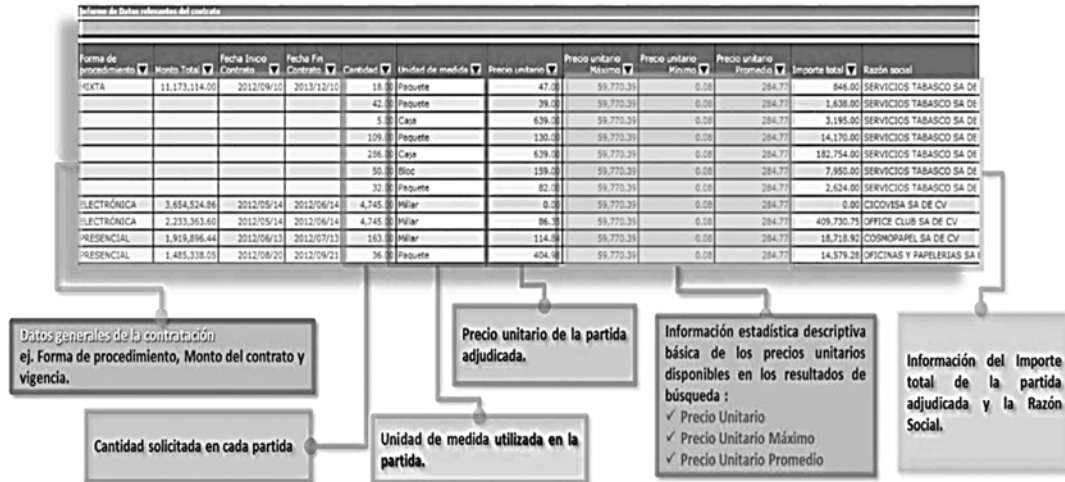 Informe de Datos relevantes del contrato
Forma de procedimiento Monto Total Fecha Inicio Contrato Fecha Fin Contrato Cantidad Unidad de medida Precio unitario Precio unitario Máximo Precio unitario Mínimo Precio unitario Promedio Importe total Razón social
MIXTA 11,173,114.00 2012/09/10 2013/12/10 18.00 Paquete 47.00 59,770.39 0.08 284.77 846.00 SERVICIOS TABASCO SA DE
42.00 Paquete 39.00 59,770.39 0.08 284.77 1,638.00 SERVICIOS TABASCO SA DE
5.00 Caja 639.00 59,770.39 0.08 284.77 3,195.00 SERVICIOS TABASCO SA DE
109.00 Paquete 130.00 59,770.39 0.08 284.77 14,170.00 SERVICIOS TABASCO SA DE
286.00 Caja 639.00 59,770.39 0.08 284.77 182,754.00 SERVICIOS TABASCO SA DE
50.00 Bloc 159.00 59,770.39 0.08 284.77 7,950.00 SERVICIOS TABASCO SA DE
32.00 Paquete 82.00 59,770.39 0.08 284.77 2,624.00 SERVICIOS TABASCO SA DE
ELECTRÓNICA 3,654,524.86 2012/05/14 2012/06/14 4,745.00 Millar 0.08 59,770.39 0.08 284.77 0.00 CICOVISA SA DE CV
ELECTRÓNICA 2,233,363.60 2012/05/14 2012/06/14 4,745.00 Millar 86.35 59,770.39 0.08 284.77 409,730.75 OFFICE CLUB SA DE CV
PRESENCIAL 1,919,896.44 2012/06/13 2012/07/13 163.00 Millar 114.84 59,770.39 0.08 284.77 18,718.92 COSMOPAPEL SA DE CV
PRESENCIAL 1,485,338.05 2012/08/20 2012/09/21 36.00 Paquete 404.98 59,770.39 0.08 284.77 14,579.28 OFICINAS Y PAPELERIAS SA
Datos generales de la contratación
ej. Forma de procedimiento, Monto del contrato y
vigencia.
Cantidad solicitada en cada partida
Precio unitario de la partida
adjudicada.
Unidad de medida utilizada en la
partida.
Información estadística descriptiva
básica de los precios unitarios
disponibles en los resultados de
búsqueda :
✓ Precio Unitario
✓ Precio Unitario Máximo
✓ Precio Unitario Promedio
Información del Importe
total de la partida
adjudicada y la Razón
Social.